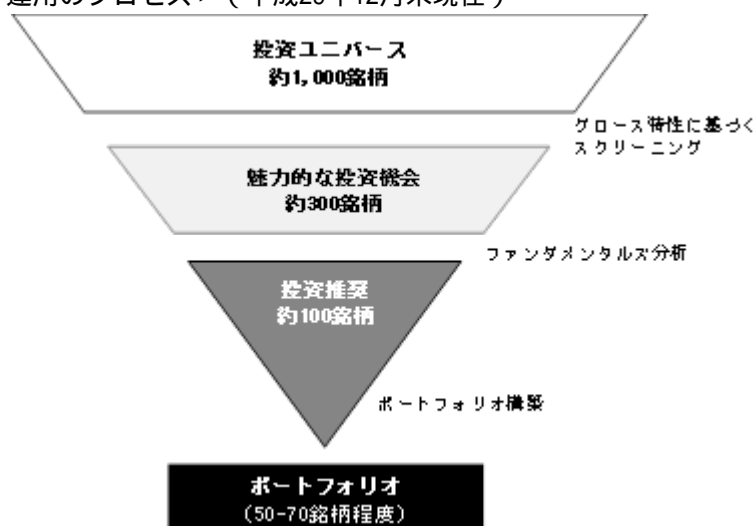 運用のプロセス>(平成20年12月末現在)
投資ユニバース
約1,000銘柄
グロース特性に基づく
スクリーニング
魅力的な投資機会
約300銘柄
ファンダメンタルズ分析
投資推奨
約100銘柄
ポートフォリオ構築
ポートフォリオ
(50-70銘柄程度)